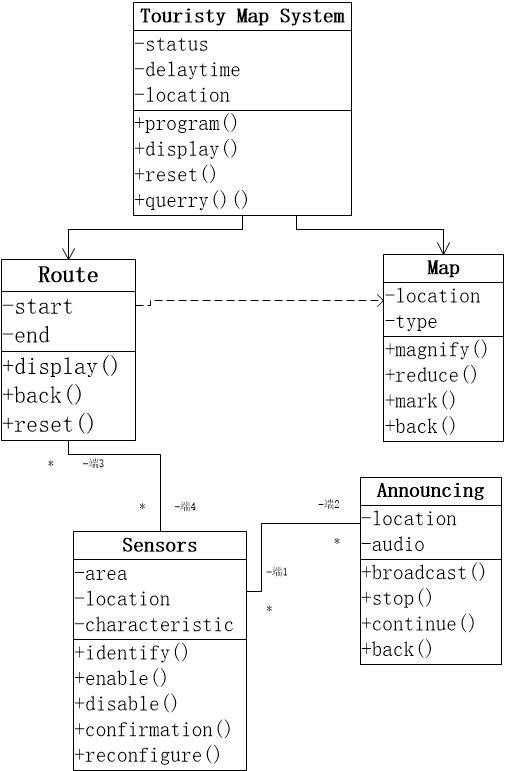 Touristy Map System
-status
-delaytime
-location
+program()
+display()
+reset()
+querry()()
Route
-start
-end
+display()
+back()
+reset()
Map
-location
-type
+magnify()
+reduce()
+mark()
+back()
* -端3
* -端4
Sensors
-area
-location
-characteristic
+identify()
+enable()
+disable()
+confirmation()
+reconfigure()
-端2
*
-端1
*
Announcing
-location
-audio
+broadcast()
+stop()
+continue()
+back()